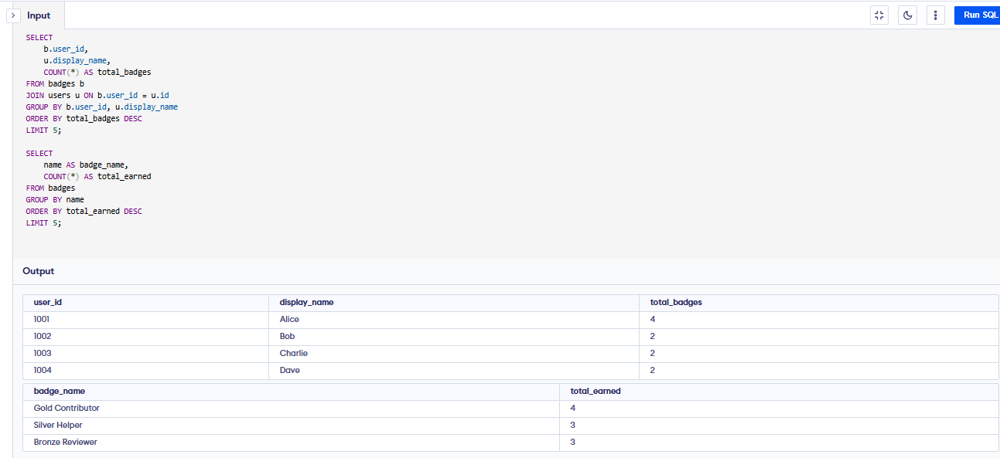 Input
Run SQL
SELECT
    b.user_id,
    u.display_name,
    COUNT(*) AS total_badges
FROM badges b
JOIN users u ON b.user_id = u.id
GROUP BY b.user_id, u.display_name
ORDER BY total_badges DESC
LIMIT 5;

SELECT
    name AS badge_name,
    COUNT(*) AS total_earned
FROM badges
GROUP BY name
ORDER BY total_earned DESC
LIMIT 5;
Output
user_id display_name total_badges
1001 Alice 4
1002 Bob 2
1003 Charlie 2
1004 Dave 2
badge_name total_earned
Gold Contributor 4
Silver Helper 3
Bronze Reviewer 3